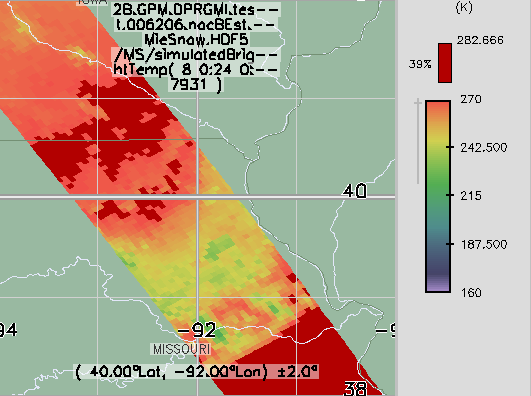 IOWA
2B.GPM.DPRGMI.tes--
t.006206.nacBEst.--
MieSnow.HDF5
/MS/simulatedBrig--
htTemp( 8 0:24 0:--
7931 )
40
-92
MISSOURI
( 40.00°Lat, -92.00°Lon) ±2.0°
38
(K)
282.666
39%
270
242.500
215
187.500
160